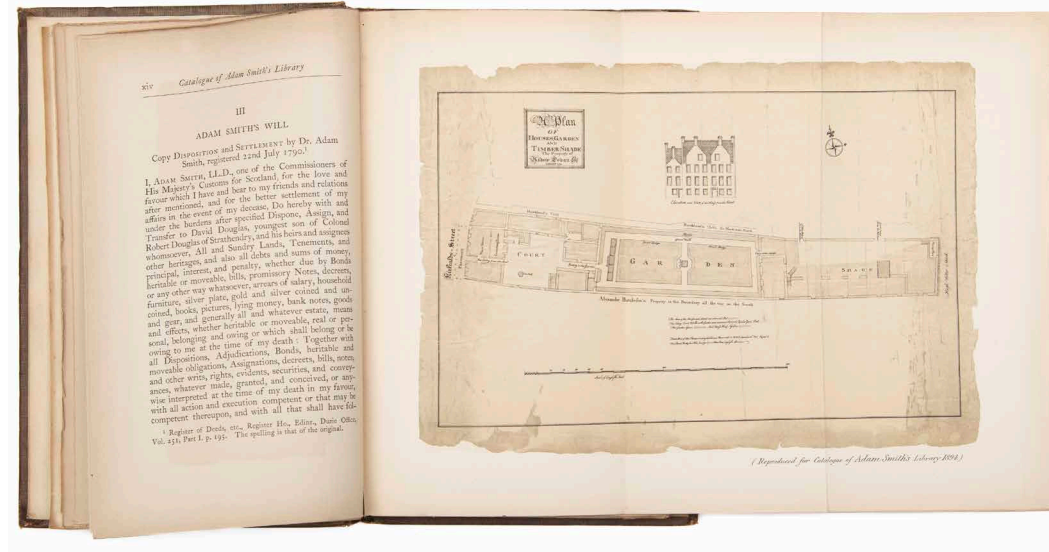 xiv
Catalogue of Adam Smith's Library
III
ADAM SMITH'S WILL
Copy DISPOSITION and SETTLEMENT by Dr. Adam
Smith, registered 22nd July 1790.¹
I, ADAM SMITH, LL.D., one of the Commissioners of
His Majesty's Customs for Scotland, for the love and
favour which I have and bear to my friends and relations
after mentioned, and for the better settlement of my
affairs in the event of my decease, Do hereby with and
under the burdens after specified Dispone, Assign, and
Transfer to David Douglas, youngest son of Colonel
Robert Douglas of Strathendry, and his heirs and assignees
whomsoever, All and Sundry Lands, Tenements, and
other heritages, and also all debts and sums of money,
principal, interest, and penalty, whether due by Bonds
heritable or moveable, bills, promissory Notes, decreets,
or any other way whatsoever, arrears of salary, household
furniture, silver plate, gold and silver coined and un-
coined, books, pictures, lying money, bank notes, goods
and gear, and generally all and whatever estate, means
and effects, whether heritable or moveable, real or per-
sonal, belonging and owing or which shall belong or be
owing to me at the time of my death: Together with
all Dispositions, Adjudications, Bonds, heritable and
moveable obligations, Assignations, decreets, bills, notes,
and other writs, rights, evidents, securities, and convey-
ances, whatever made, granted, and conceived, or any-
wise interpreted at the time of my death in my favour,
with all action and execution competent or that may be
competent thereupon, and with all that shall have fol-
¹ Register of Deeds, etc., Register Ho., Edinr., Durie Office,
Vol. 251, Part I. p. 195. The spelling is that of the original.
A Plan
OF
HOUSES GARDEN
AND
TIMBER SHADE
The Property of
COURT
GARDEN
SHADE
Property is the Boundary all the way on the South
(Reproduced for Catalogue of Adam Smith's Library 1894)